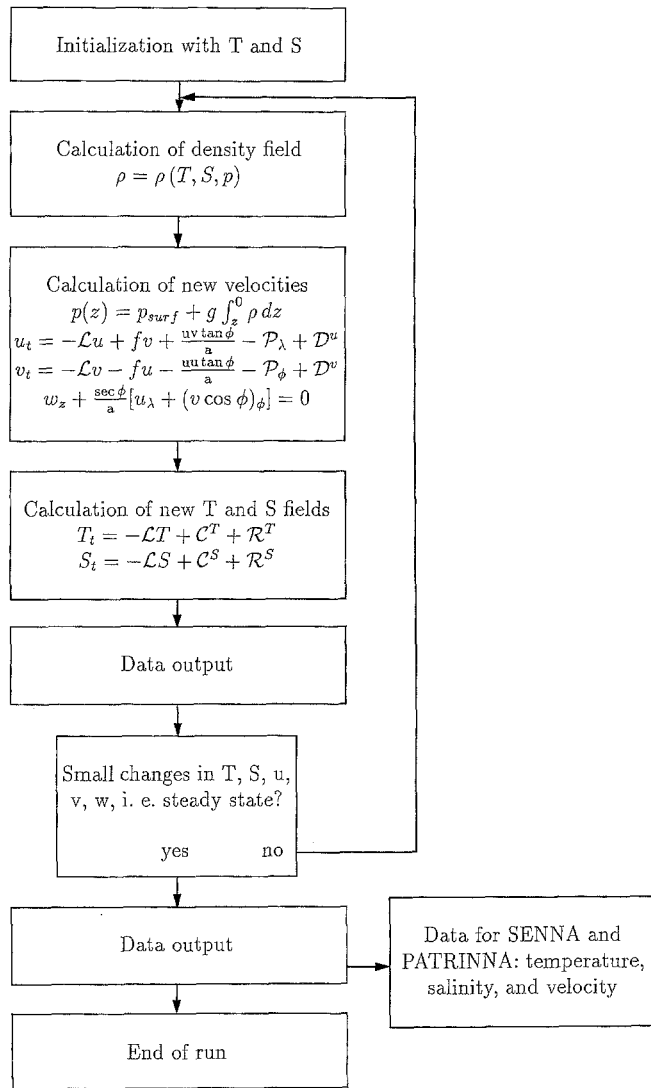 Initialization with T and S
Calculation of density field
ρ = ρ (T, S, p)
Calculation of new velocities
p(z) = p_surf + g ∫_z^0 ρ dz
u_t = −ℒu + fv + (uv tan ϕ)/a − 𝒫_λ + 𝒟^u
v_t = −ℒv − fu − (uu tan ϕ)/a − 𝒫_ϕ + 𝒟^v
w_z + (sec ϕ)/a [u_λ + (v cos ϕ)_ϕ] = 0
Calculation of new T and S fields
T_t = −ℒT + 𝒞^T + ℛ^T
S_t = −ℒS + 𝒞^S + ℛ^S
Data output
Small changes in T, S, u,
v, w, i. e. steady state?
yes no
Data output
Data for SENNA and
PATRINNA: temperature,
salinity, and velocity
End of run